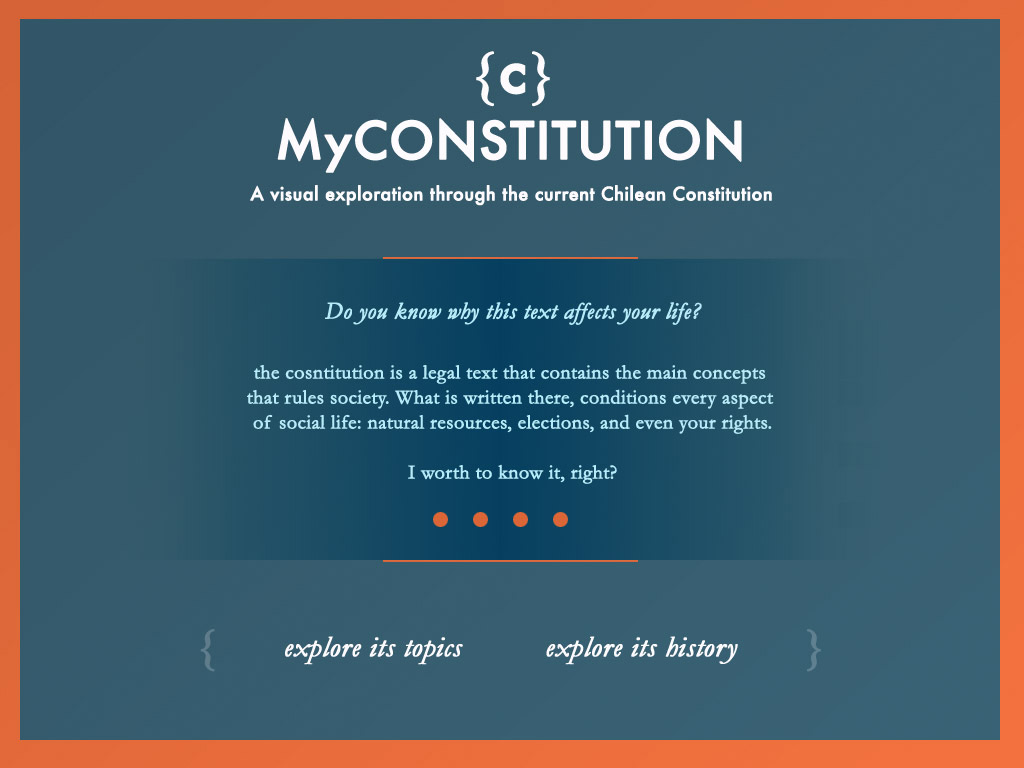 {c}
MyCONSTITUTION
A visual exploration through the current Chilean Constitution
Do you know why this text affects your life?
the cosntitution is a legal text that contains the main concepts
that rules society. What is written there, conditions every aspect
of social life: natural resources, elections, and even your rights.
I worth to know it, right?
{ explore its topics explore its history }